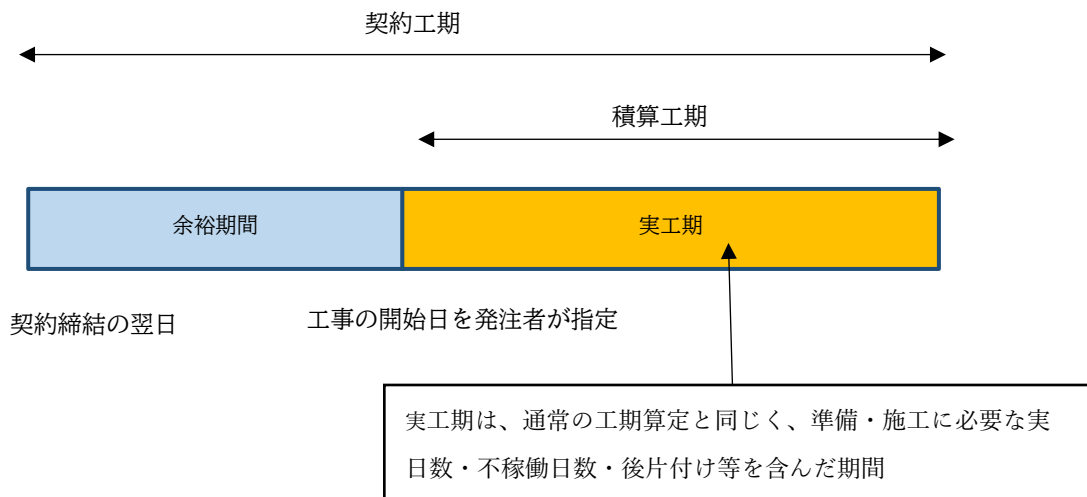 契約工期
積算工期
余裕期間
実工期
契約締結の翌日
工事の開始日を発注者が指定
実工期は、通常の工期算定と同じく、準備・施工に必要な実
日数・不稼働日数・後片付け等を含んだ期間